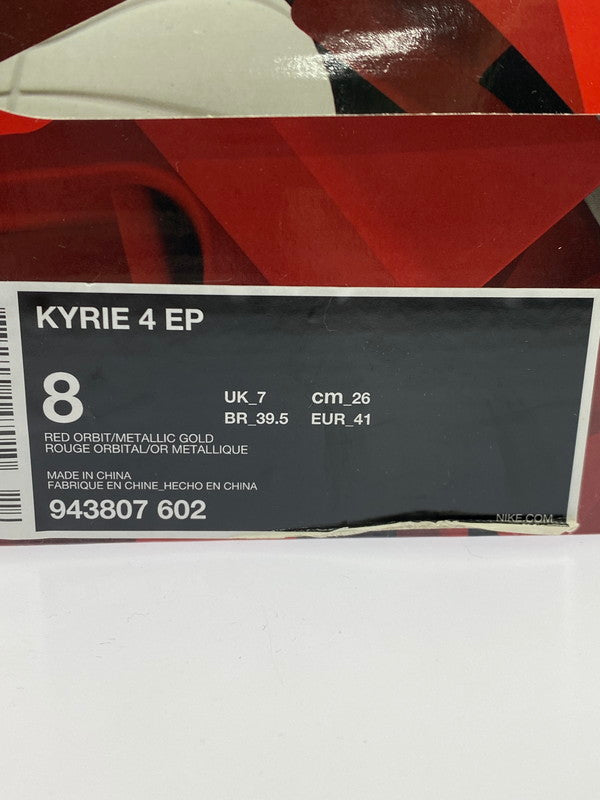 KYRIE 4 EP
8
UK_7 cm_26
BR_39.5 EUR_41
RED ORBIT/METALLIC GOLD
ROUGE ORBITAL/OR METALLIQUE
MADE IN CHINA
FABRIQUE EN CHINE_HECHO EN CHINA
943807 602
NIKE.COM